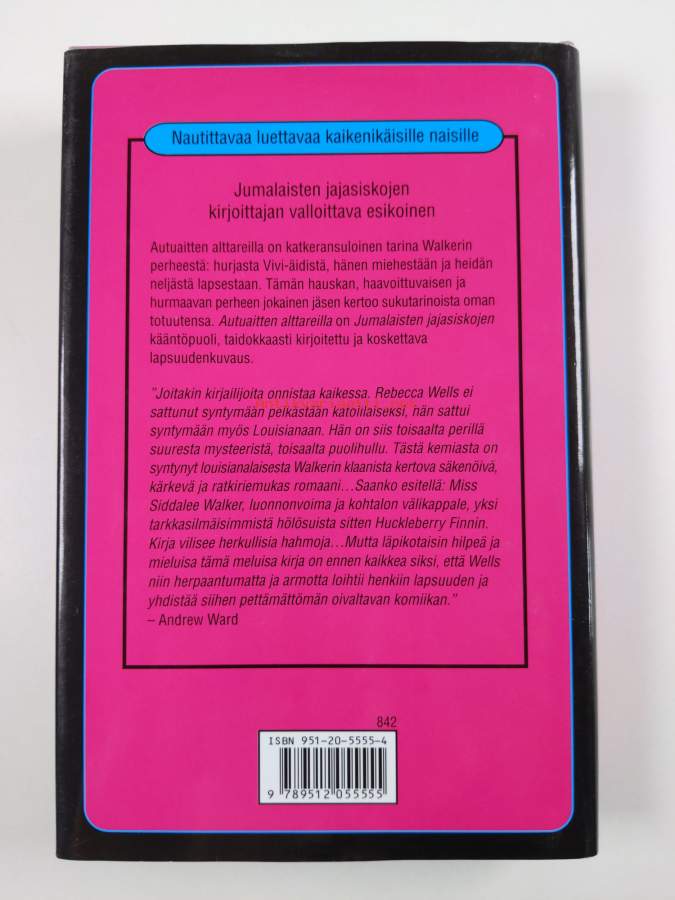 Nautittavaa luettavaa kaikenikäisille naisille
Jumalaisten jajasiskojen
kirjoittajan valloittava esikoinen
Autuaitten alttareilla on katkeransuloinen tarina Walkerin
perheestä: hurjasta Vivi-äidistä, hänen miehestään ja heidän
neljästä lapsestaan. Tämän hauskan, haavoittuvaisen ja
hurmaavan perheen jokainen jäsen kertoo sukutarinoista oman
totuutensa. Autuaitten alttareilla on Jumalaisten jajasiskojen
kääntöpuoli, taidokkaasti kirjoitettu ja koskettava
lapsuudenkuvaus.
"Joitakin kirjailijoita onnistaa kaikessa. Rebecca Wells ei
sattunut syntymään pelkästään katolilaiseksi, hän sattui
syntymään myös Louisianaan. Hän on siis toisaalta perillä
suuresta mysteeristä, toisaalta puolihullu. Tästä kemiasta on
syntynyt louisianalaisesta Walkerin klaanista kertova säkenöivä,
kärkevä ja ratkiriemukas romaani…Saanko esitellä: Miss
Siddalee Walker, luonnonvoima ja kohtalon välikappale, yksi
tarkkasilmäisimmistä hölösuista sitten Huckleberry Finnin.
Kirja vilisee herkullisia hahmoja…Mutta läpikotaisin hilpeä ja
mieluisa tämä meluisa kirja on ennen kaikkea siksi, että Wells
niin herpaantumatta ja armotta loihtii henkiin lapsuuden ja
yhdistää siihen pettämättömän oivaltavan komiikan."
– Andrew Ward
842
ISBN 951-20-5555-4
9 789512 055555